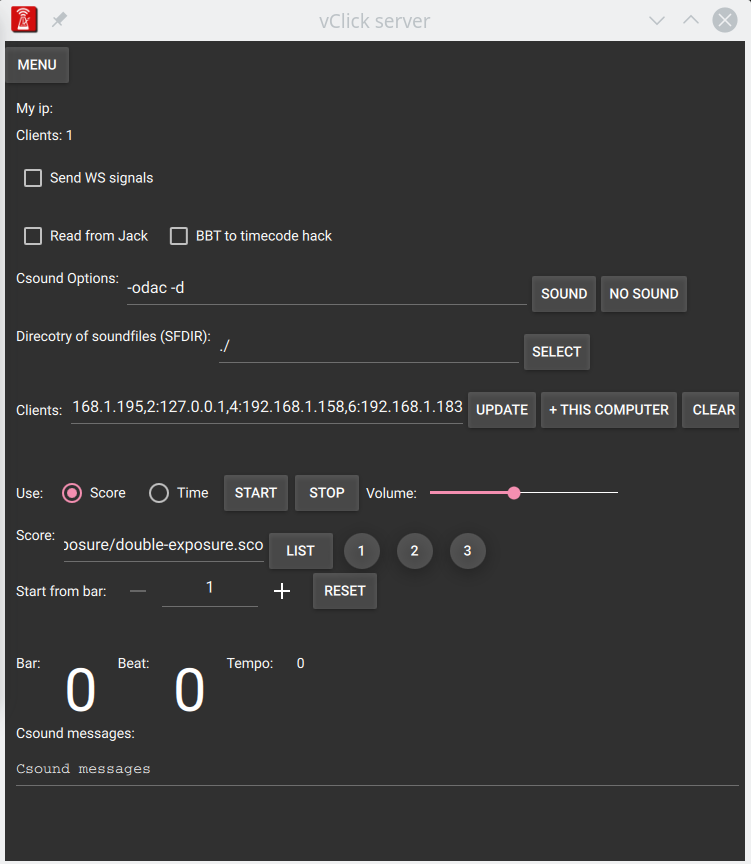 vClick server
MENU
My ip:
Clients: 1
Send WS signals
Read from Jack BBT to timecode hack
Csound Options: -odac -d SOUND NO SOUND
Direcotry of soundfiles (SFDIR): ./ SELECT
Clients: 168.1.195,2:127.0.0.1,4:192.168.1.158,6:192.168.1.183 UPDATE + THIS COMPUTER CLEAR
Use: Score Time START STOP Volume:
Score: posure/double-exposure.sco LIST 1 2 3
Start from bar: — 1 + RESET
Bar: 0 Beat: 0 Tempo: 0
Csound messages:
Csound messages